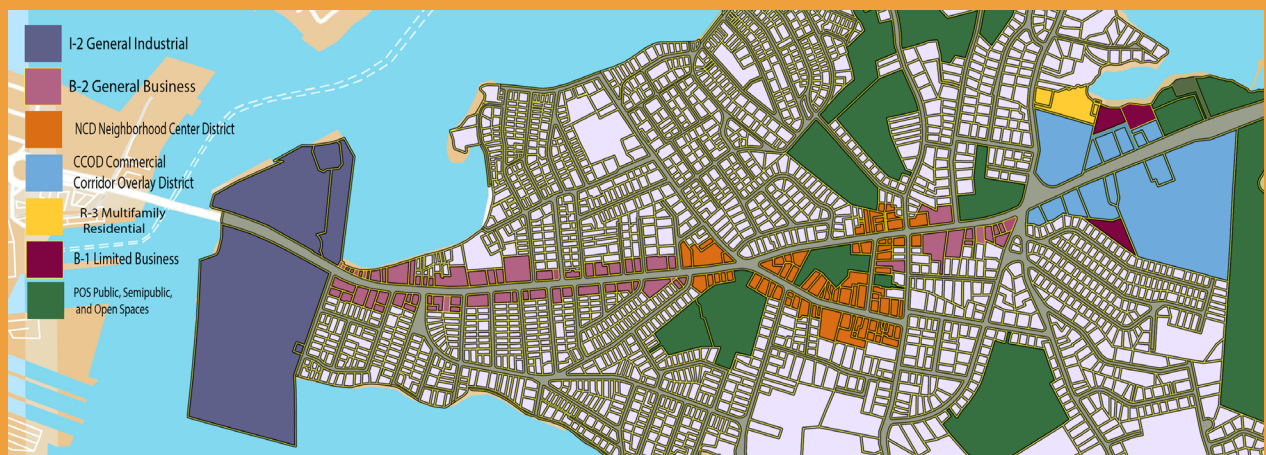 I-2 General Industrial
B-2 General Business
NCD Neighborhood Center District
CCOD Commercial
Corridor Overlay District
R-3 Multifamily
Residential
B-1 Limited Business
POS Public, Semipublic,
and Open Spaces